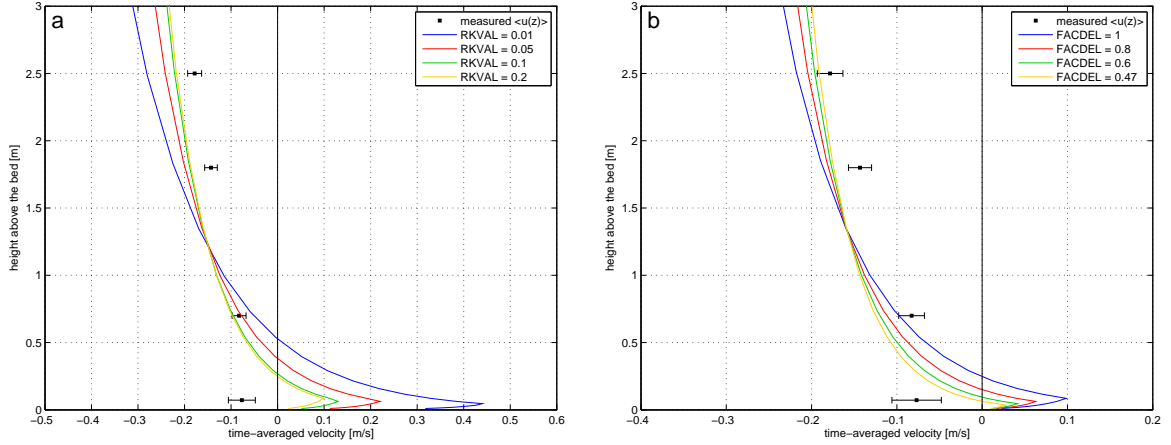 a
measured <u(z)>
RKVAL = 0.01
RKVAL = 0.05
RKVAL = 0.1
RKVAL = 0.2
3
2.5
2
1.5
1
0.5
0
height above the bed [m]
−0.5 −0.4 −0.3 −0.2 −0.1 0 0.1 0.2 0.3 0.4 0.5 0.6
time−averaged velocity [m/s]
b
measured <u(z)>
FACDEL = 1
FACDEL = 0.8
FACDEL = 0.6
FACDEL = 0.47
3
2.5
2
1.5
1
0.5
0
height above the bed [m]
−0.4 −0.3 −0.2 −0.1 0 0.1 0.2
time−averaged velocity [m/s]